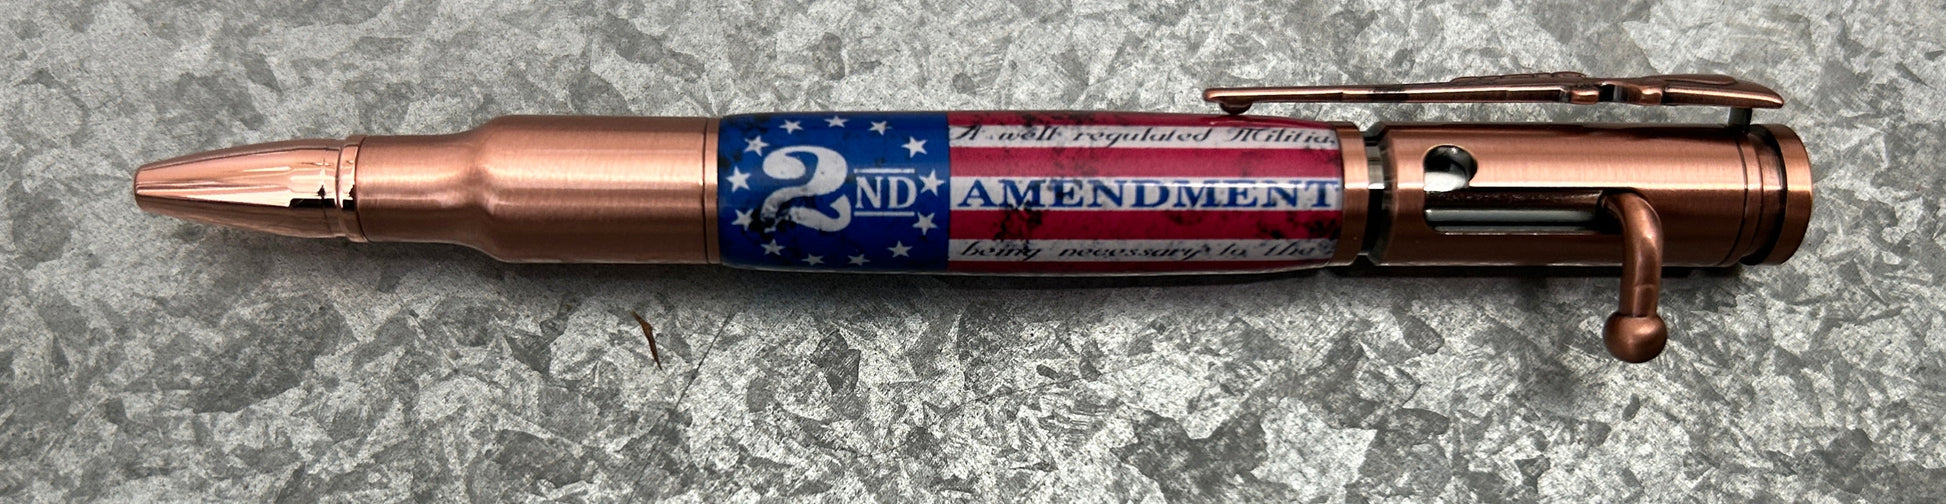 2ND
A well regulated Militia,
AMENDMENT
being necessary to the